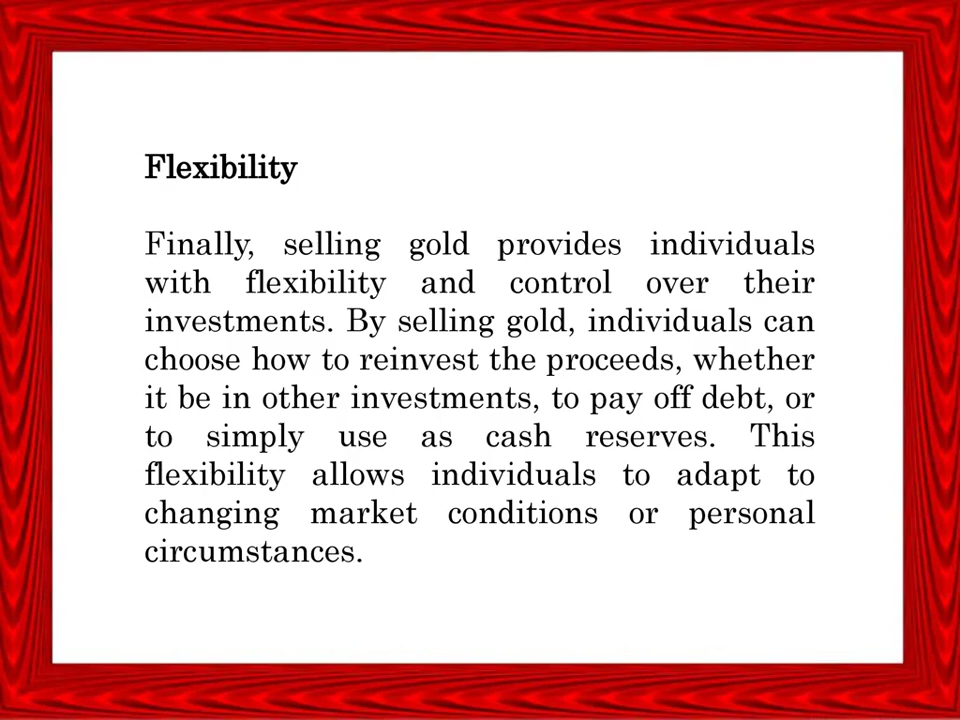 Flexibility
Finally, selling gold provides individuals
with flexibility and control over their
investments. By selling gold, individuals can
choose how to reinvest the proceeds, whether
it be in other investments, to pay off debt, or
to simply use as cash reserves. This
flexibility allows individuals to adapt to
changing market conditions or personal
circumstances.